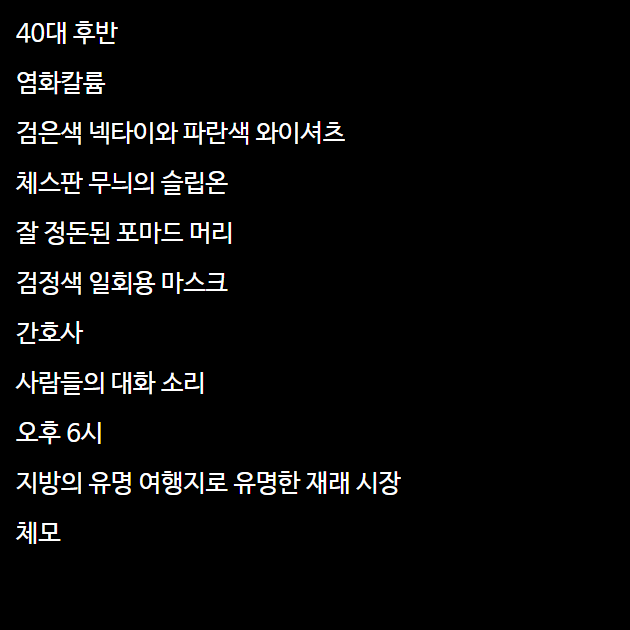 40대 후반
염화칼륨
검은색 넥타이와 파란색 와이셔츠
체스판 무늬의 슬립온
잘 정돈된 포마드 머리
검정색 일회용 마스크
간호사
사람들의 대화 소리
오후 6시
지방의 유명 여행지로 유명한 재래 시장
체모